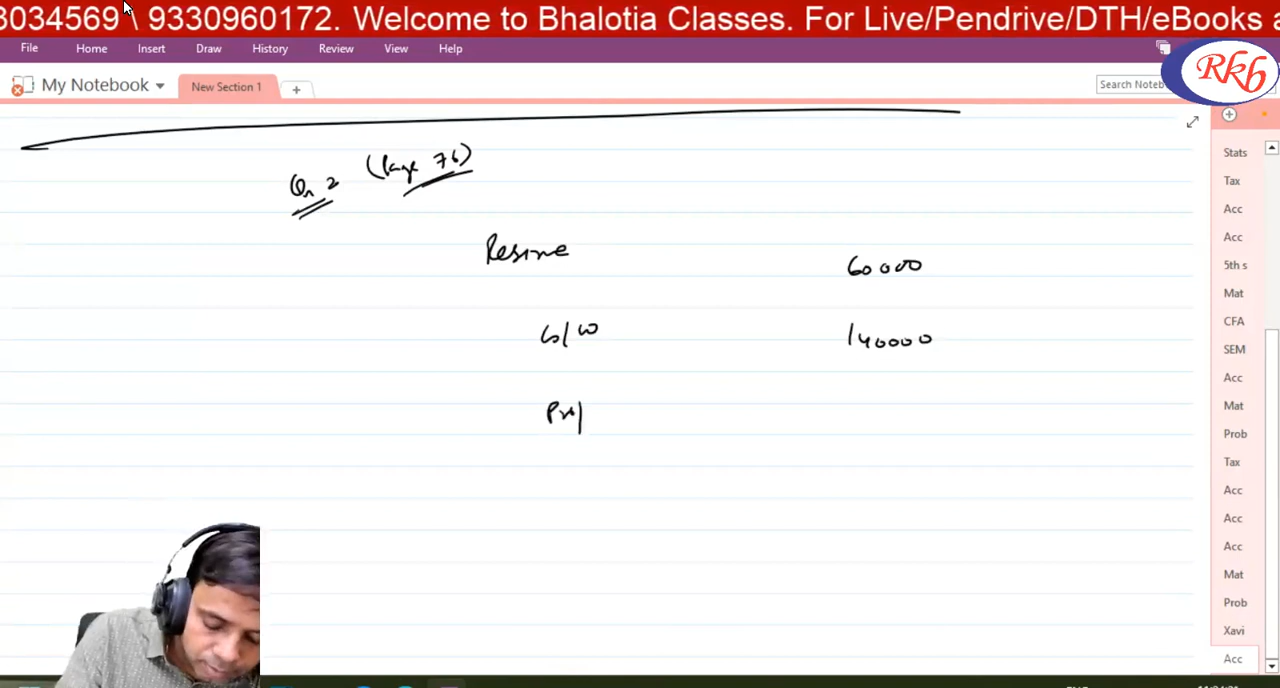 8034569 \ 9330960172. Welcome to Bhalotia Classes. For Live/Pendrive/DTH/eBooks a
File Home Insert Draw History Review View Help
Rkb
My Notebook New Section 1 +
Search Noteb
Qn 2 (Page 76)
60000
G/W 140000
Stats
Tax
Acc
Acc
5th s
Mat
CFA
SEM
Acc
Mat
Prob
Tax
Acc
Acc
Acc
Mat
Prob
Xavi
Acc